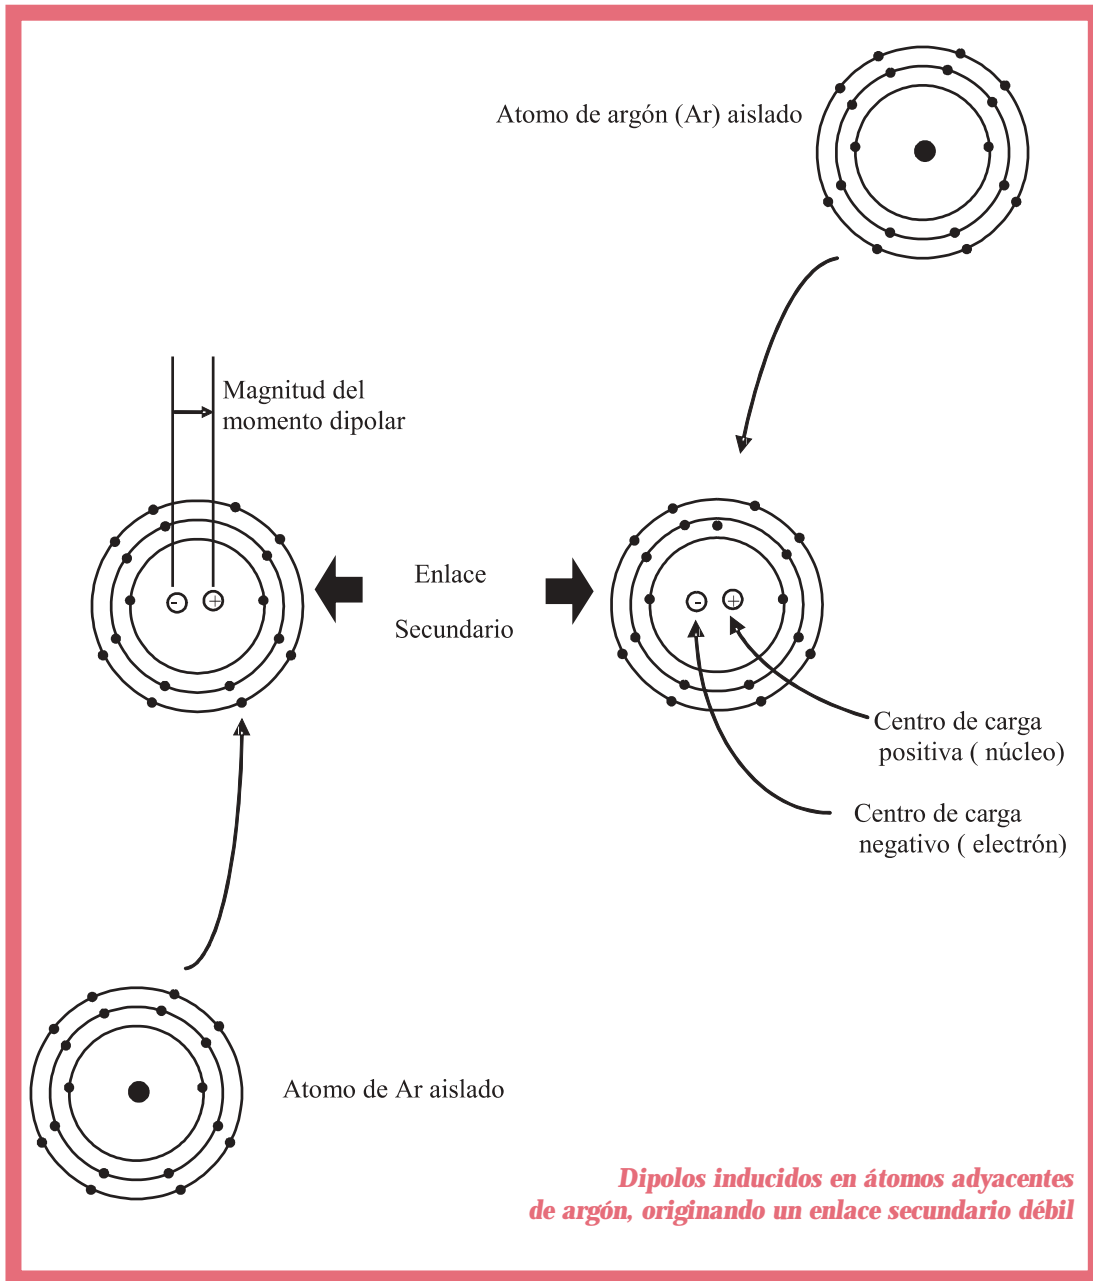 Atomo de argón (Ar) aislado
Magnitud del
momento dipolar
Enlace
Secundario
- +
- +
Centro de carga
positiva ( núcleo)
Centro de carga
negativo ( electrón)
Atomo de Ar aislado
Dipolos inducidos en átomos adyacentes
de argón, originando un enlace secundario débil